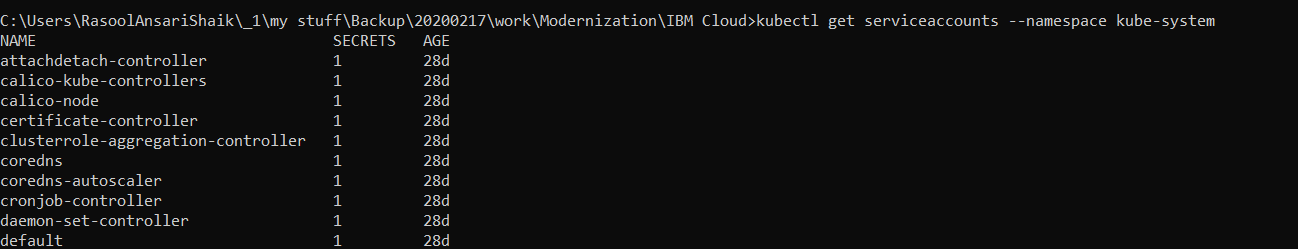 C:\Users\RasoolAnsariShaik\_1\my stuff\Backup\20200217\work\Modernization\IBM Cloud>kubectl get serviceaccounts --namespace kube-system
NAME SECRETS AGE
attachdetach-controller 1 28d
calico-kube-controllers 1 28d
calico-node 1 28d
certificate-controller 1 28d
clusterrole-aggregation-controller 1 28d
coredns 1 28d
coredns-autoscaler 1 28d
cronjob-controller 1 28d
daemon-set-controller 1 28d
default 1 28d